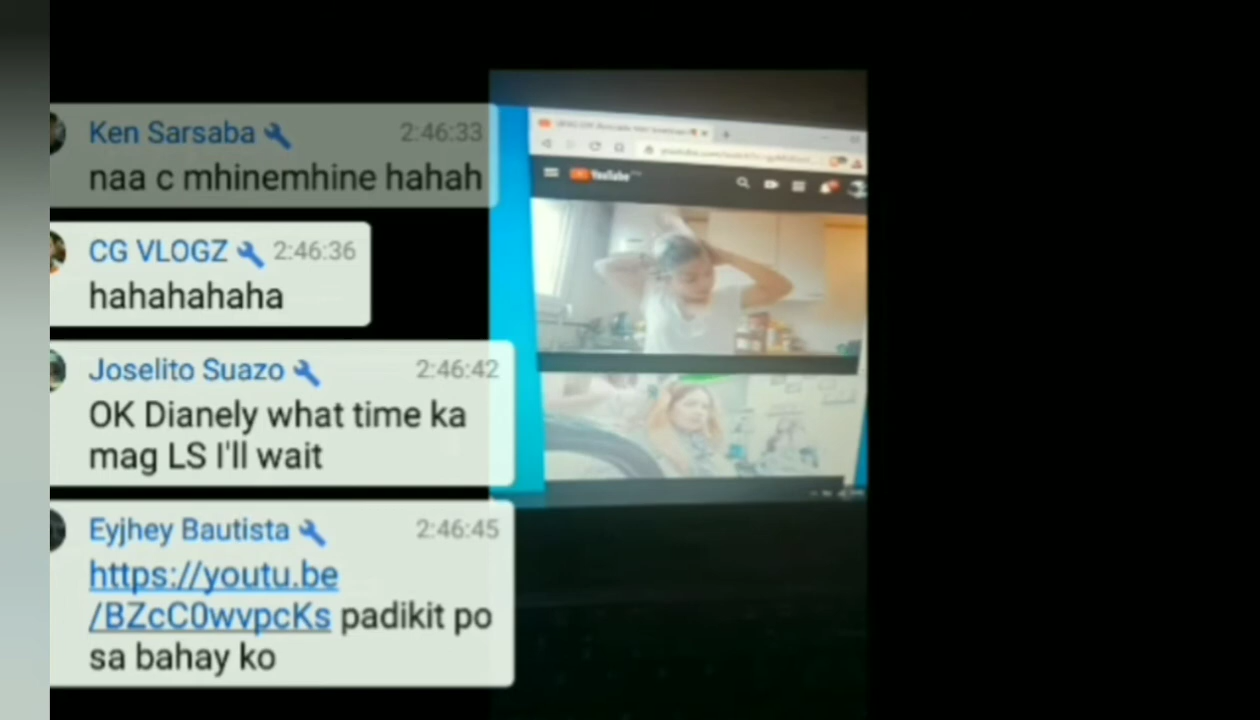 Ken Sarsaba 2:46:33
naa c mhinemhine hahah
CG VLOGZ 2:46:36
hahahahaha
Joselito Suazo 2:46:42
OK Dianely what time ka
mag LS I'll wait
Eyjhey Bautista 2:46:45
https://youtu.be
/BZcC0wvpcKs padikit po
sa bahay ko
YouTube